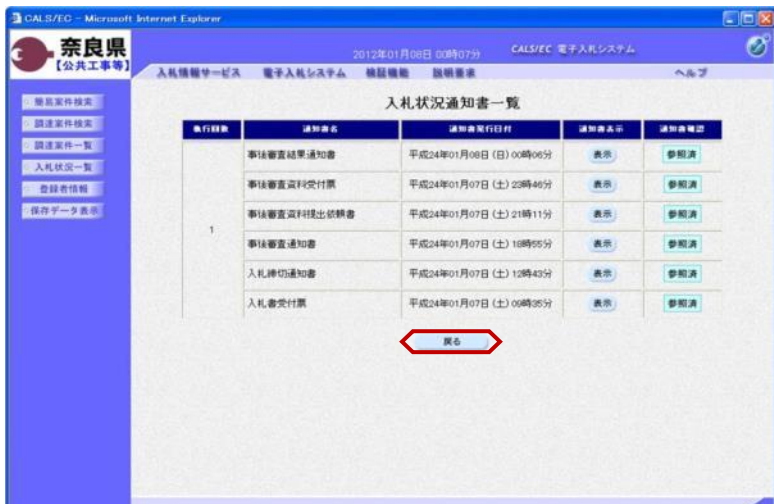 CALS/EC - Microsoft Internet Explorer
奈良県
【公共工事等】
2012年01月08日 00時07分
CALS/EC 電子入札システム
入札情報サービス 電子入札システム 検証機能 説明要求 ヘルプ
簡易案件検索
調達案件検索
調達案件一覧
入札状況一覧
登録者情報
保存データ表示
入札状況通知書一覧
執行回数 通知書名 通知書発行日付 通知書表示 通知書確認
1
事後審査結果通知書 平成24年01月08日 (日) 00時06分 表示 参照済
事後審査資料受付票 平成24年01月07日 (土) 23時46分 表示 参照済
事後審査資料提出依頼書 平成24年01月07日 (土) 21時11分 表示 参照済
事後審査通知書 平成24年01月07日 (土) 18時55分 表示 参照済
入札締切通知書 平成24年01月07日 (土) 12時43分 表示 参照済
入札書受付票 平成24年01月07日 (土) 09時35分 表示 参照済
戻る